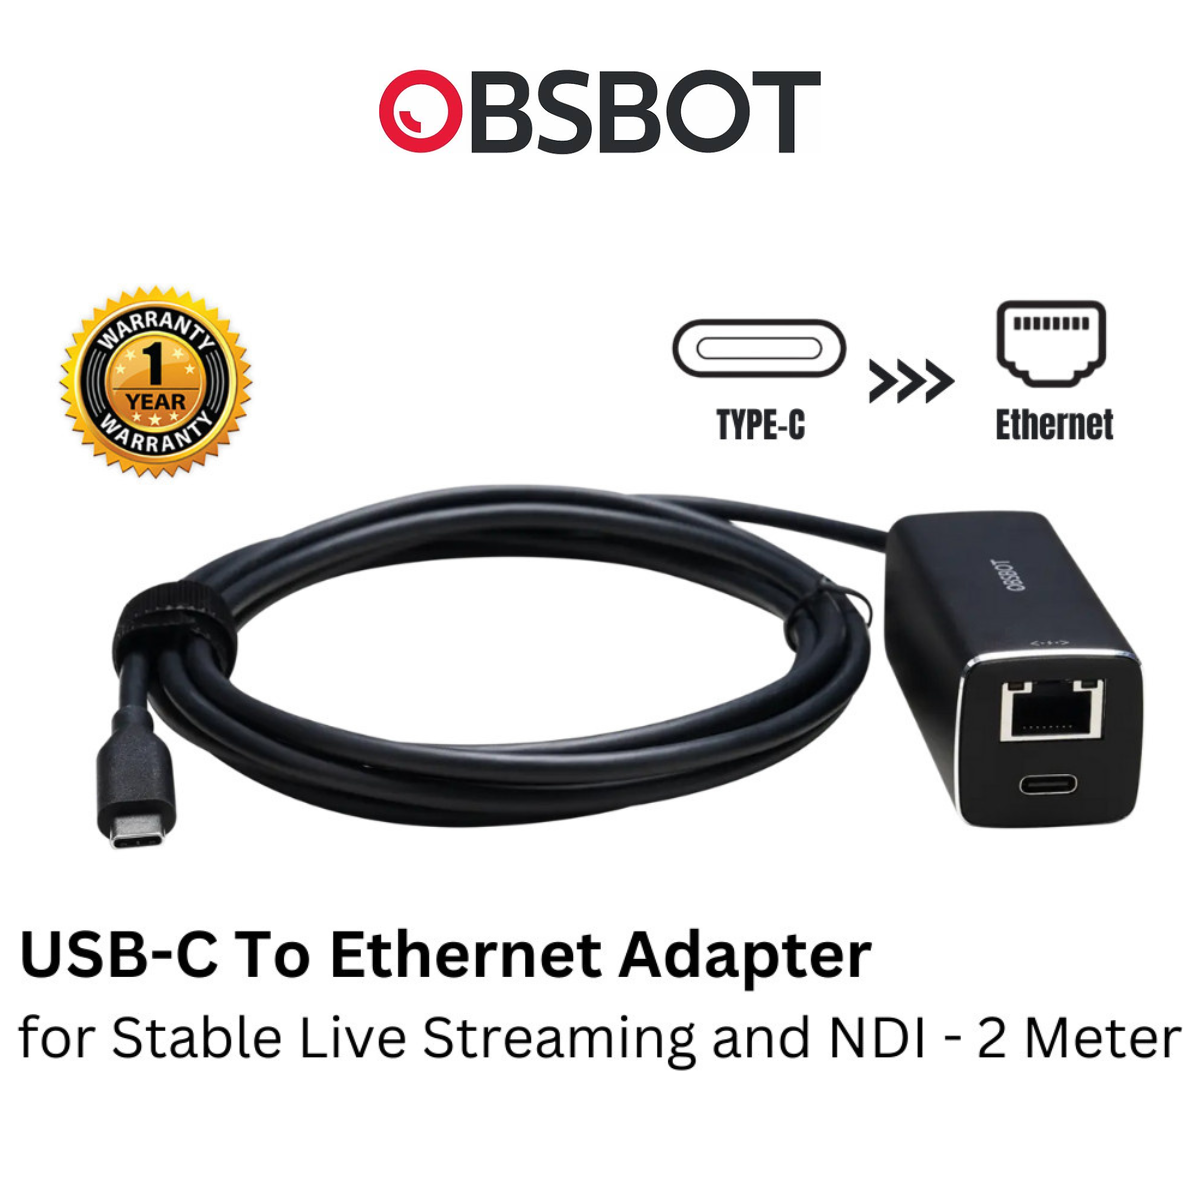 OBSBOT
WARRANTY
1
YEAR
WARRANTY
TYPE-C
Ethernet
OBSBOT
USB-C To Ethernet Adapter
for Stable Live Streaming and NDI - 2 Meter